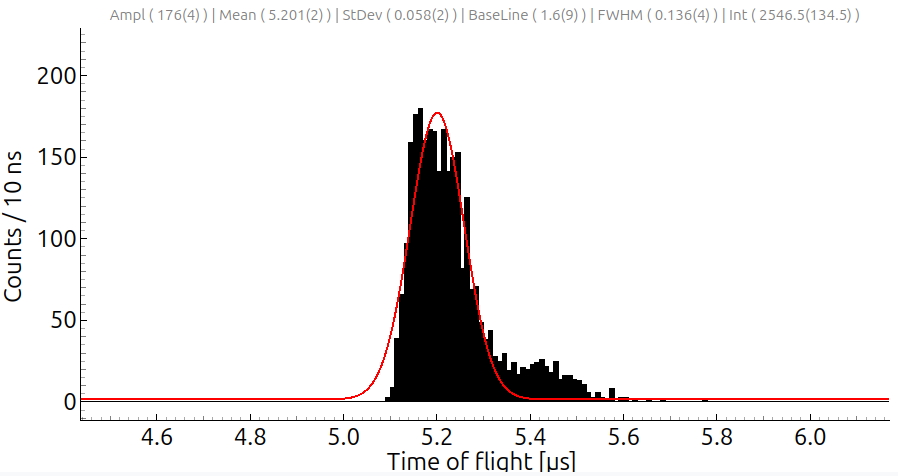 Ampl ( 176(4) ) | Mean ( 5.201(2) ) | StDev ( 0.058(2) ) | BaseLine ( 1.6(9) ) | FWHM ( 0.136(4) ) | Int ( 2546.5(134.5) )
Counts / 10 ns
200
150
100
50
0
4.6 4.8 5.0 5.2 5.4 5.6 5.8 6.0
Time of flight [µs]